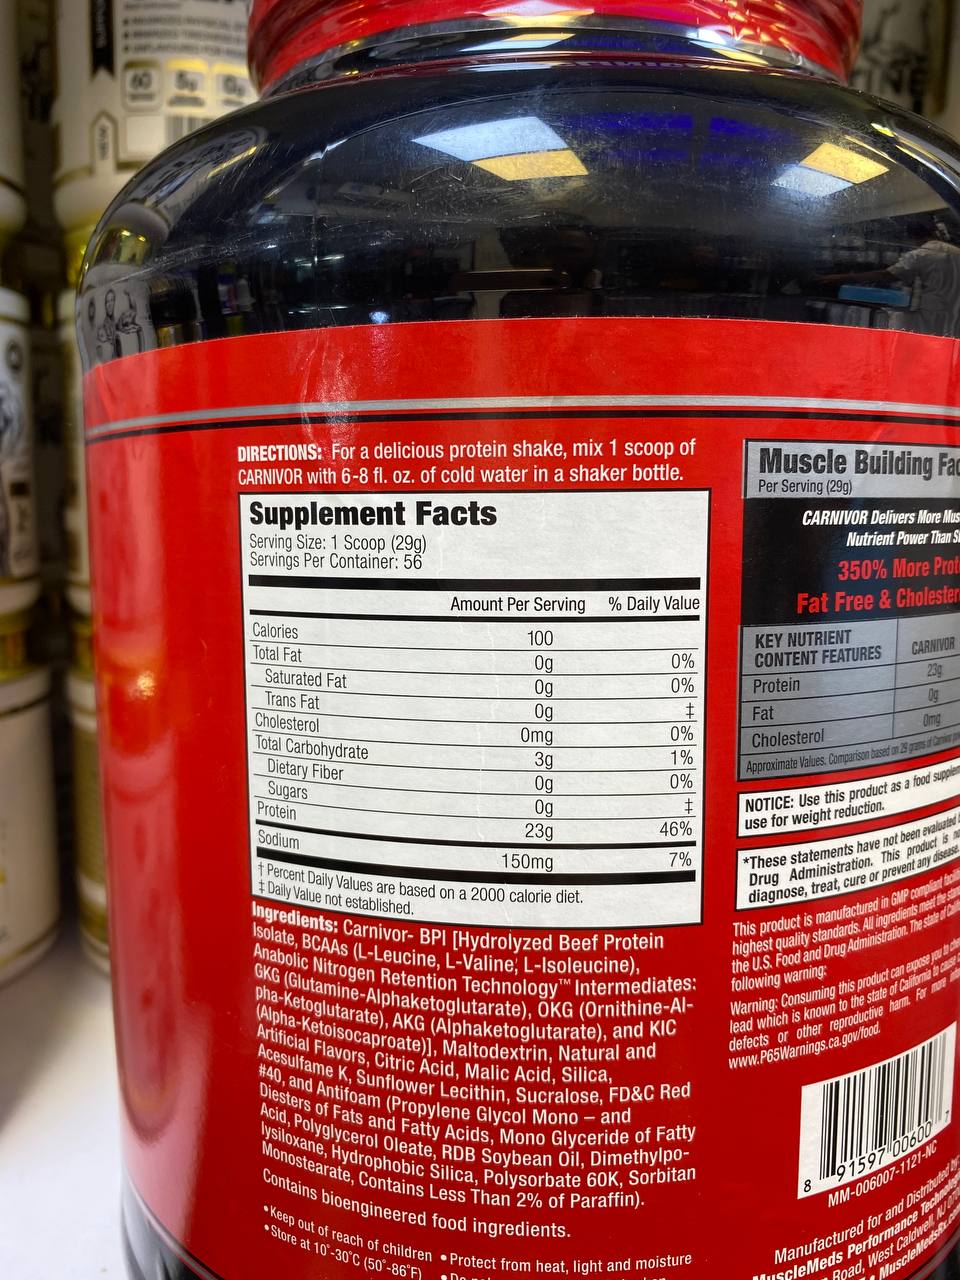 60
5g
DIRECTIONS: For a delicious protein shake, mix 1 scoop of
CARNIVOR with 6-8 fl. oz. of cold water in a shaker bottle.
Supplement Facts
Serving Size: 1 Scoop (29g)
Servings Per Container: 56
Amount Per Serving % Daily Value
Calories 100
Total Fat 0g 0%
Saturated Fat 0g 0%
Trans Fat 0g ‡
Cholesterol 0mg 0%
Total Carbohydrate 3g 1%
Dietary Fiber 0g 0%
Sugars 0g ‡
Protein 23g 46%
Sodium 150mg 7%
† Percent Daily Values are based on a 2000 calorie diet.
‡ Daily Value not established.
Ingredients: Carnivor- BPI [Hydrolyzed Beef Protein
Isolate, BCAAs (L-Leucine, L-Valine, L-Isoleucine),
Anabolic Nitrogen Retention Technology™ Intermediates:
GKG (Glutamine-Alphaketoglutarate), OKG (Ornithine-Al-
pha-Ketoglutarate), AKG (Alphaketoglutarate), and KIC
(Alpha-Ketoisocaproate)], Maltodextrin, Natural and
Artificial Flavors, Citric Acid, Malic Acid, Silica,
Acesulfame K, Sunflower Lecithin, Sucralose, FD&C Red
#40, and Antifoam (Propylene Glycol Mono – and
Diesters of Fats and Fatty Acids, Mono Glyceride of Fatty
Acid, Polyglycerol Oleate, RDB Soybean Oil, Dimethylpo-
lysiloxane, Hydrophobic Silica, Polysorbate 60K, Sorbitan
Monostearate, Contains Less Than 2% of Paraffin).
Contains bioengineered food ingredients.
•Keep out of reach of children •Protect from heat, light and moisture
•Store at 10°-30°C (50°-86°F)
Muscle Building
Per Serving (29g)
CARNIVOR Delivers More
Nutrient Power Than
350% More
Fat Free &
KEY NUTRIENT
CONTENT FEATURES CARNIVOR
Protein 23g
Fat 0g
Cholesterol 0mg
Approximate Values. Comparison based on 29 grams of Carnivor
NOTICE: Use this product as a food
use for weight reduction.
*These statements have not been evaluated
Drug Administration. This product is
diagnose, treat, cure or prevent any disease.
This product is manufactured in GMP compliant
highest quality standards. All ingredients meet the
the U.S. Food and Drug Administration. The state of
following warning:
Warning: Consuming this product can expose you to
lead which is known to the state of California to cause
defects or other reproductive harm. For more
www.P65Warnings.ca.gov/food.
8 91597 00600 7
MM-006007-1121-NC
Manufactured for and Distributed by:
MuscleMeds Performance
Road, West Caldwell, NJ